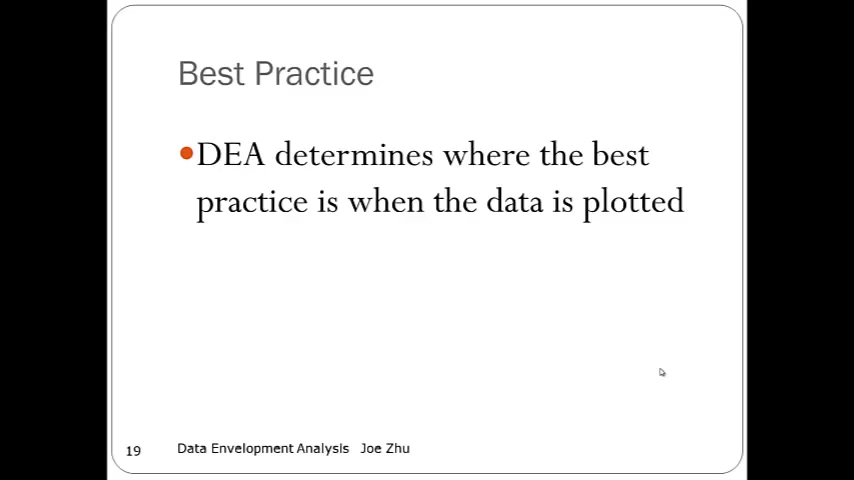 Best Practice
DEA determines where the best
practice is when the data is plotted
19 Data Envelopment Analysis Joe Zhu